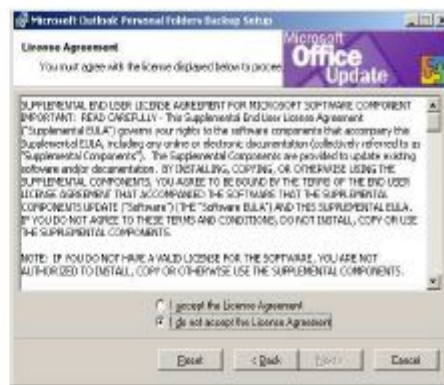 Microsoft Outlook Personal Folders Backup Setup
License Agreement
You must agree with the license displayed below to procee
Microsoft
Office
Update
SUPPLEMENTAL END USER LICENSE AGREEMENT FOR MICROSOFT SOFTWARE COMPONENT
IMPORTANT: READ CAREFULLY - This Supplemental End User License Agreement
("Supplemental EULA") governs your rights to the software components that accompany this
Supplemental EULA, including any online or electronic documentation (collectively referred to as
"Supplemental Components"). The Supplemental Components are provided to update existing
software and/or documentation. BY INSTALLING, COPYING, OR OTHERWISE USING THE
SUPPLEMENTAL COMPONENTS, YOU AGREE TO BE BOUND BY THE TERMS OF THE END USER
LICENSE AGREEMENT THAT ACCOMPANIED THE SOFTWARE THAT THE SUPPLEMENTAL
COMPONENTS UPDATE ("Software") (THE "Software EULA") AND THIS SUPPLEMENTAL EULA.
IF YOU DO NOT AGREE TO THESE TERMS AND CONDITIONS, DO NOT INSTALL, COPY OR USE
THE SUPPLEMENTAL COMPONENTS.
NOTE: IF YOU DO NOT HAVE A VALID LICENSE FOR THE SOFTWARE, YOU ARE NOT
AUTHORIZED TO INSTALL, COPY OR OTHERWISE USE THE SUPPLEMENTAL COMPONENTS.
I accept the License Agreement
I do not accept the License Agreement
Reset < Back Next > Cancel